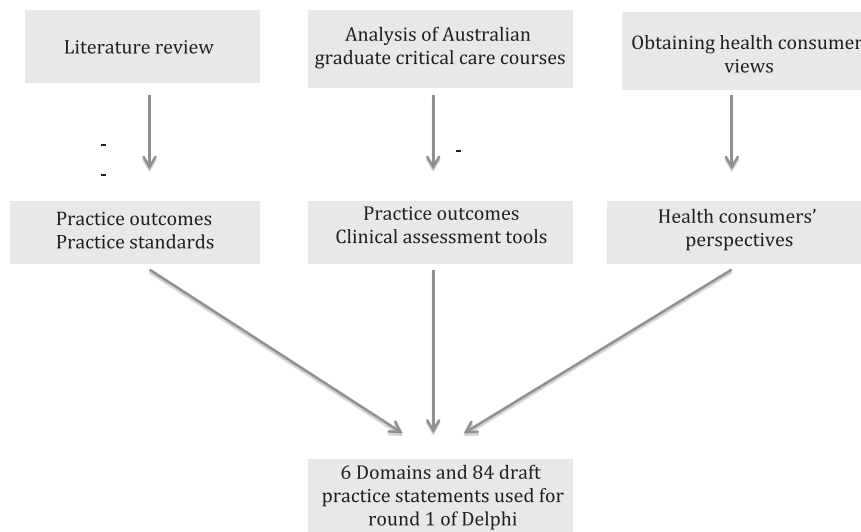 Literature review
Analysis of Australian
graduate critical care courses
Obtaining health consumer
views
-
-
-
Practice outcomes
Practice standards
Practice outcomes
Clinical assessment tools
Health consumers’
perspectives
6 Domains and 84 draft
practice statements used for
round 1 of Delphi